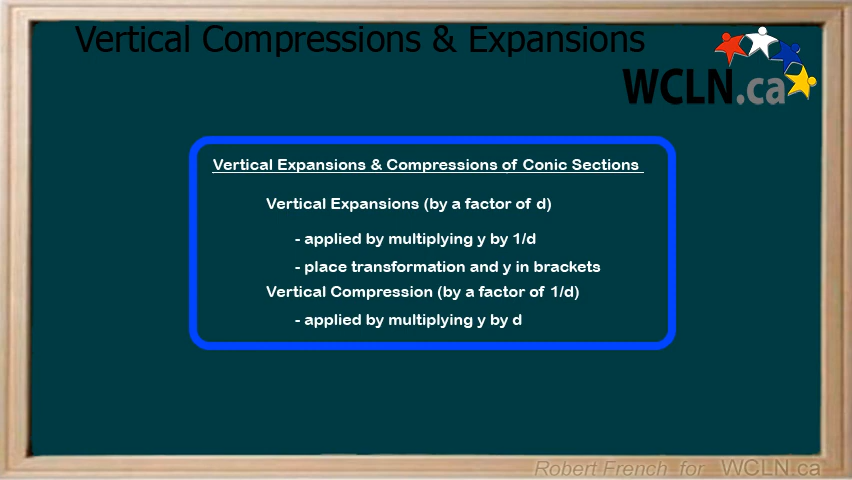 Vertical Compressions & Expansions
WCLN.ca
Vertical Expansions & Compressions of Conic Sections
Vertical Expansions (by a factor of d)
- applied by multiplying y by 1/d
- place transformation and y in brackets
Vertical Compression (by a factor of 1/d)
- applied by multiplying y by d
Robert French for WCLN.ca